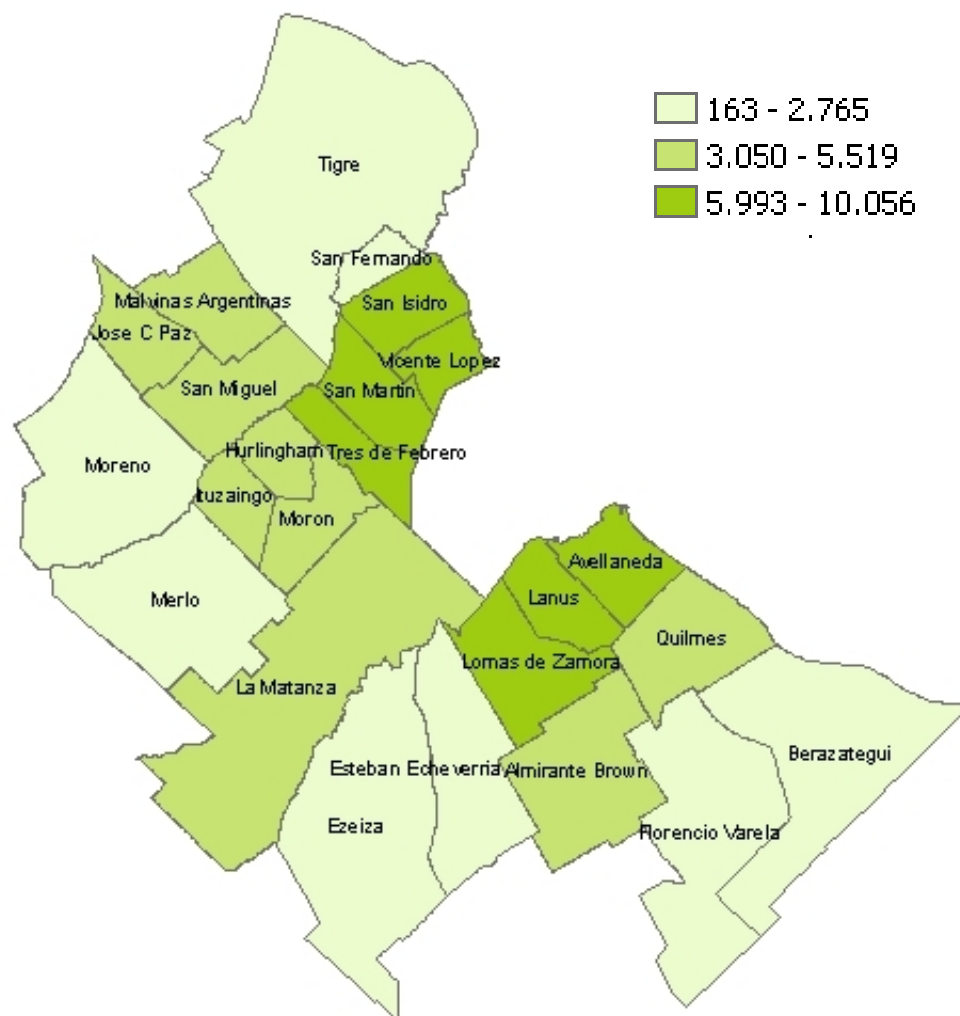 163 - 2.765
3.050 - 5.519
5.993 - 10.056
Tigre
San Fernando
San Isidro
Malvinas Argentinas
Jose C Paz
Vicente Lopez
San Miguel
San Martin
Hurlingham
Tres de Febrero
Moreno
Ituzaingo
Moron
Avellaneda
Merlo
Lanus
Quilmes
Lomas de Zamora
La Matanza
Berazategui
Esteban Echeverria
Almirante Brown
Ezeiza
Florencio Varela